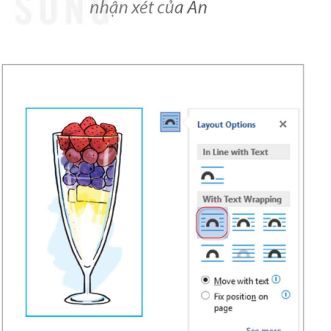 SỐNG
nhận xét của An
Layout Options ×
In Line with Text
With Text Wrapping
Move with text
Fix position on
page
See more